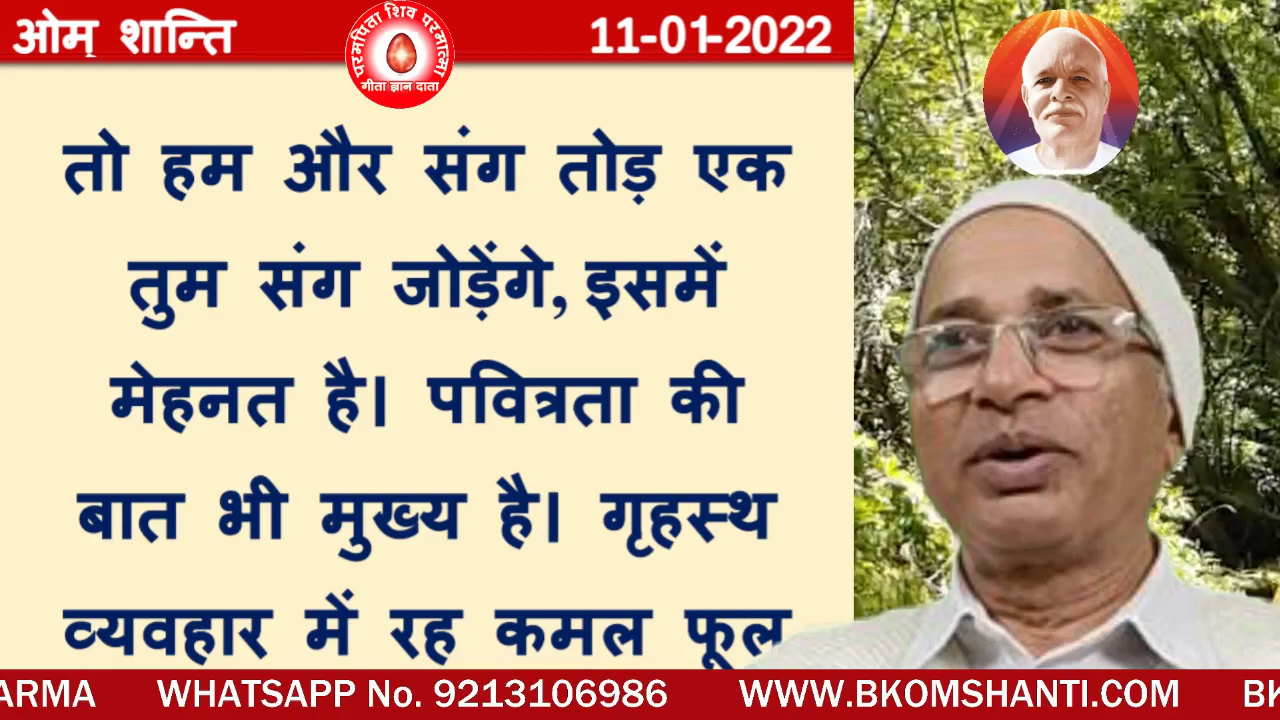 ओम् शान्ति
परमपिता शिव परमात्मा
गीता ज्ञान दाता
11-01-2022
तो हम और संग तोड़ एक
तुम संग जोड़ेंगे, इसमें
मेहनत है। पवित्रता की
बात भी मुख्य है। गृहस्थ
व्यवहार में रह कमल फूल
ARMA WHATSAPP No. 9213106986 WWW.BKOMSHANTI.COM BK